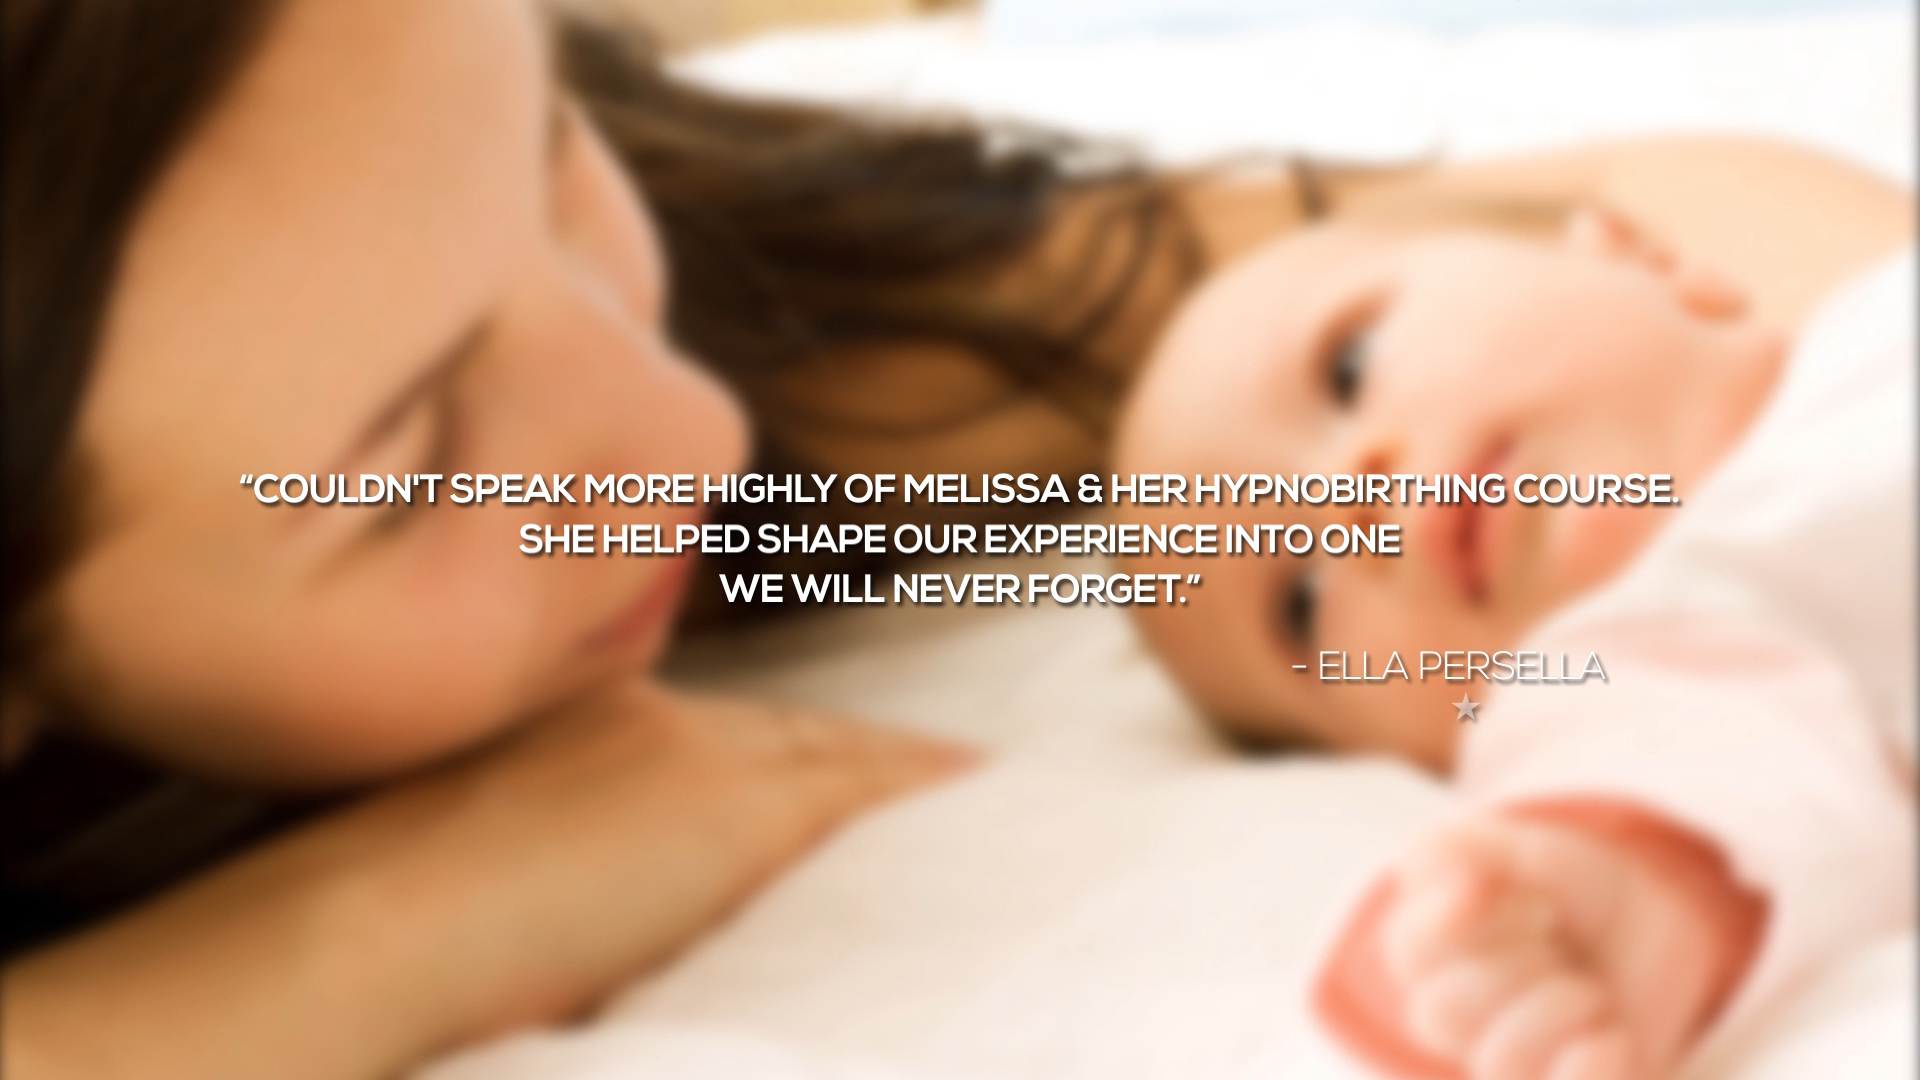 “COULDN'T SPEAK MORE HIGHLY OF MELISSA & HER HYPNOBIRTHING COURSE.
SHE HELPED SHAPE OUR EXPERIENCE INTO ONE
WE WILL NEVER FORGET.”
- ELLA PERSELLA